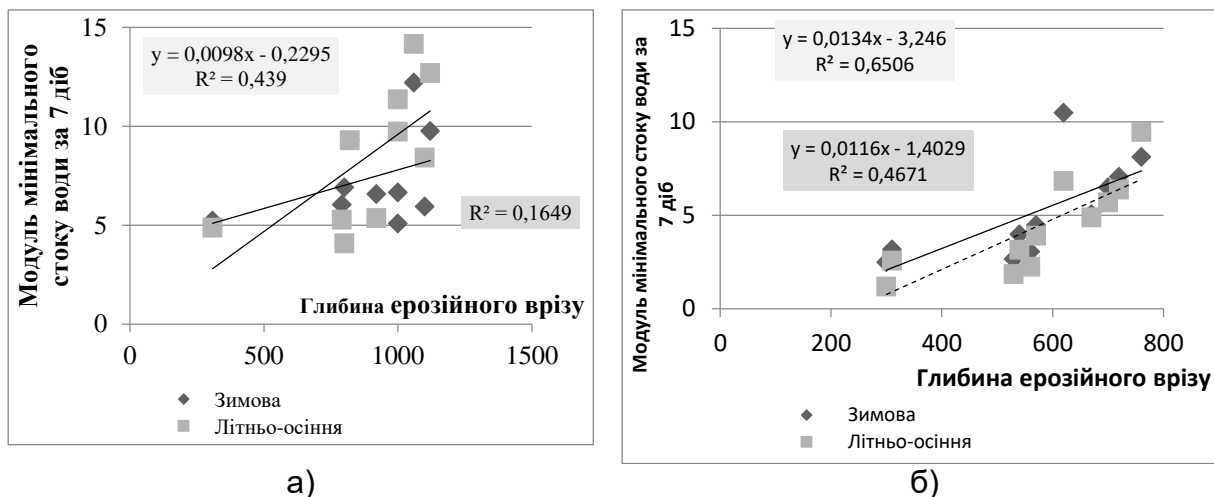 15
10
5
0
y = 0,0098x - 0,2295
R² = 0,439
R² = 0,1649
Модуль мінімального
стоку води за 7 діб
Глибина ерозійного врізу
0 500 1000 1500
Зимова
Літньо-осіння
а)
15
10
5
0
y = 0,0134x - 3,246
R² = 0,6506
y = 0,0116x - 1,4029
R² = 0,4671
Модуль мінімального стоку води за
7 діб
0 200 400 600 800
Глибина ерозійного врізу
Зимова
Літньо-осіння
б)